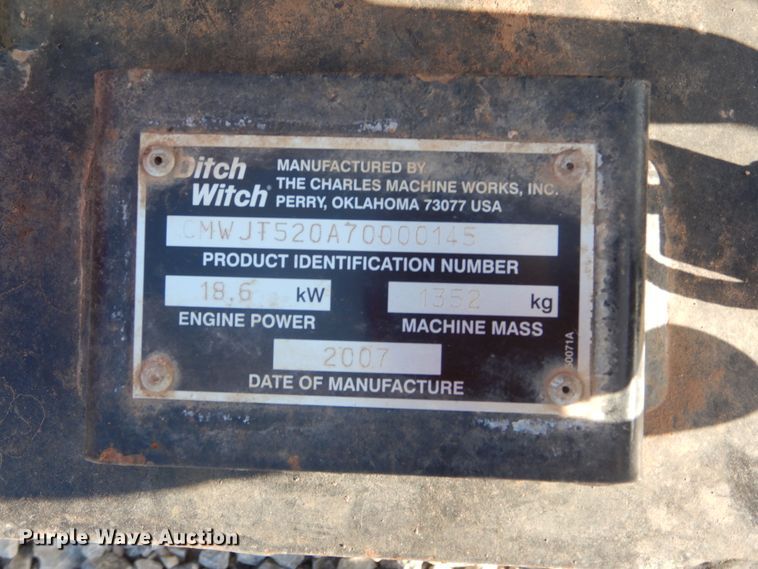 Ditch Witch®
MANUFACTURED BY
THE CHARLES MACHINE WORKS, INC.
PERRY, OKLAHOMA 73077 USA
CMWJT520A70000145
PRODUCT IDENTIFICATION NUMBER
18.6 kW
1352 kg
ENGINE POWER
MACHINE MASS
2007
DATE OF MANUFACTURE
Purple Wave Auction